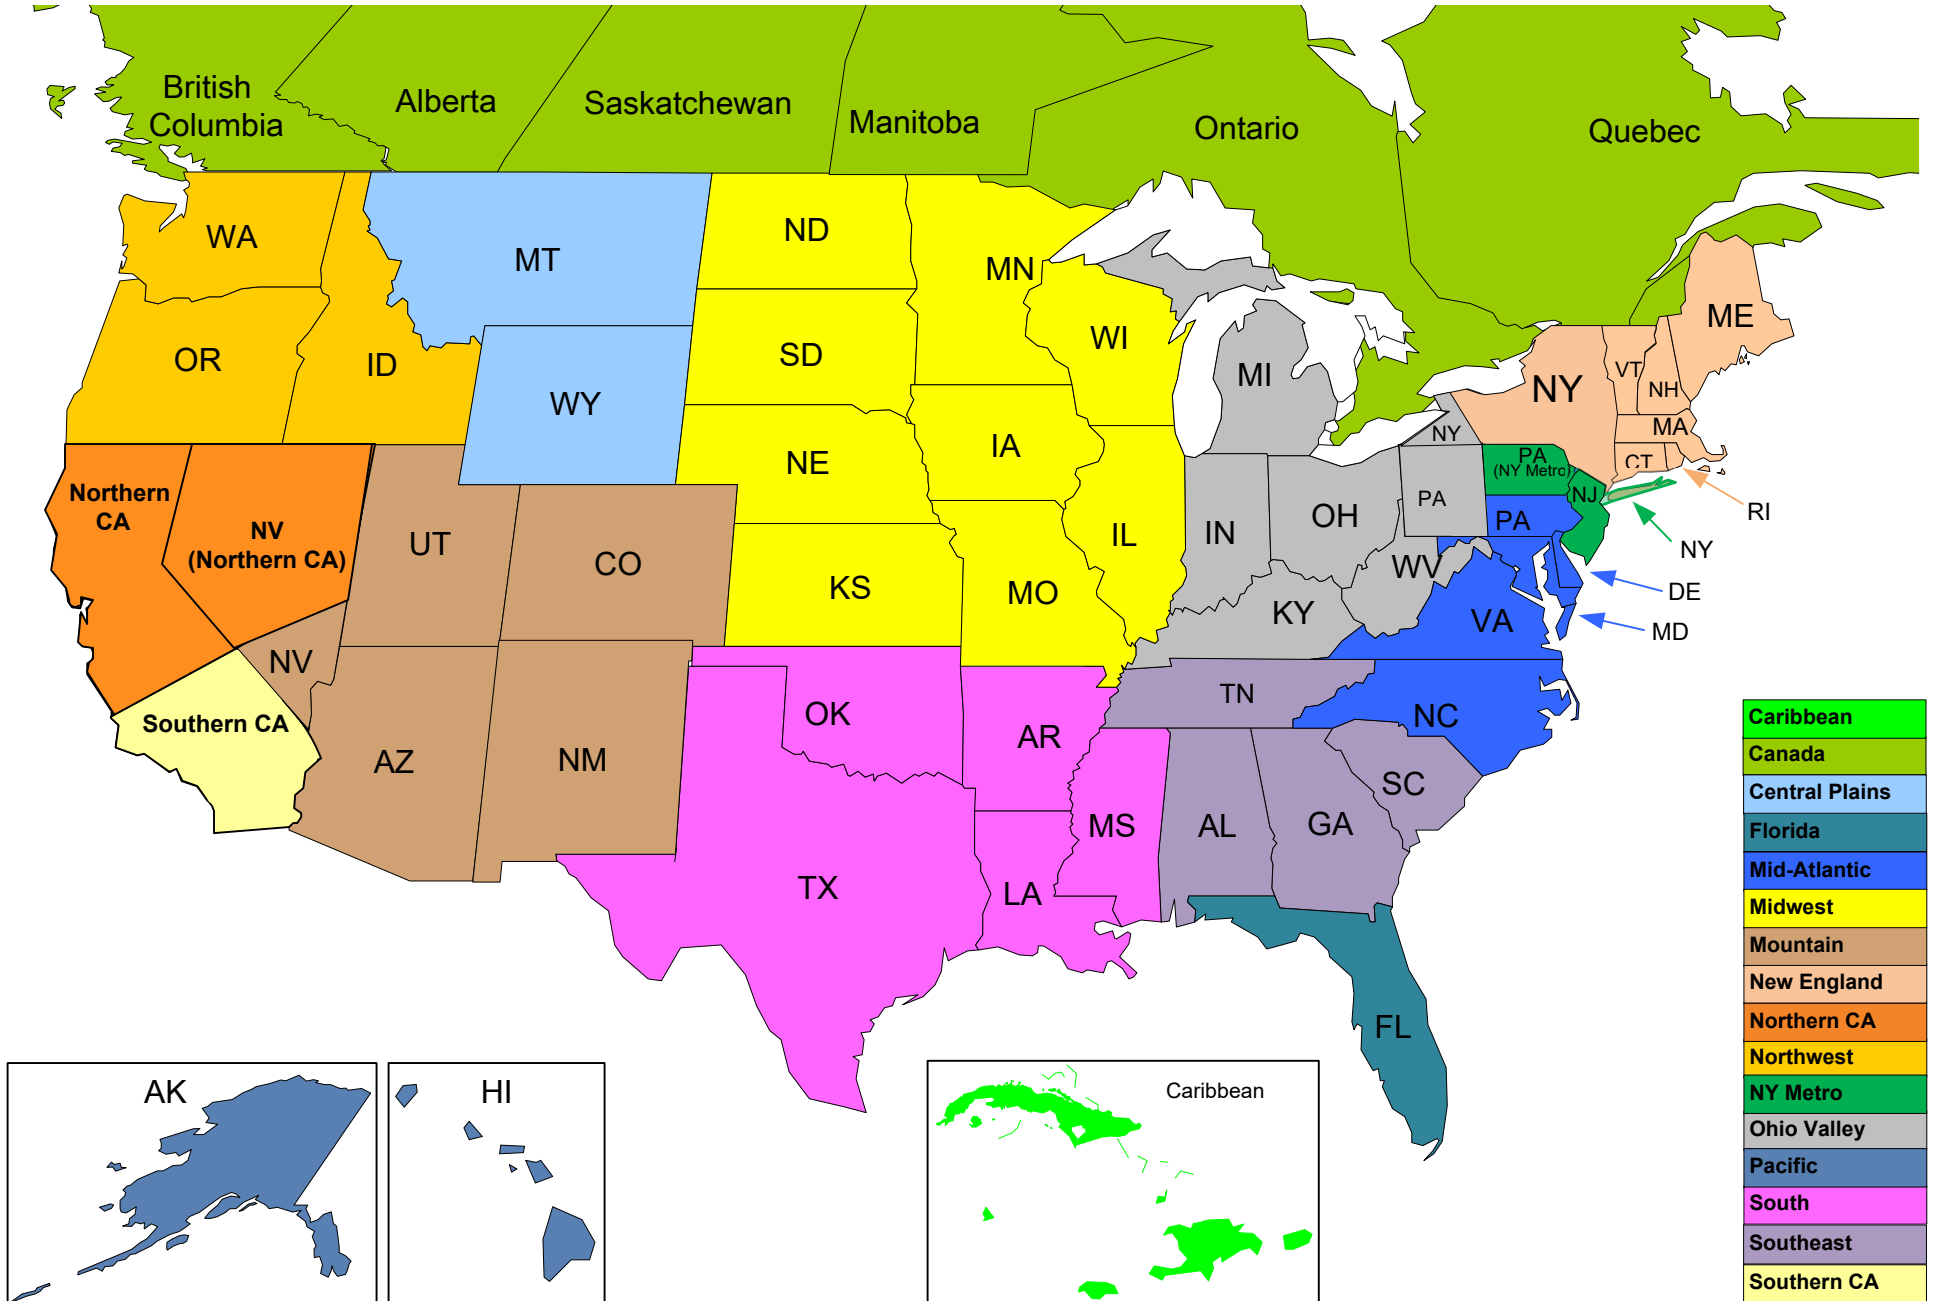 British
Columbia
Alberta
Saskatchewan
Manitoba
Ontario
Quebec
WA
MT
ND
MN
OR
ID
WY
SD
WI
MI
NY
VT
NH
ME
MA
CT
RI
NY
NE
IA
PA
(NY Metro)
NJ
NY
Northern
CA
NV
(Northern CA)
UT
CO
KS
MO
IL
IN
OH
PA
PA
WV
KY
VA
DE
MD
NV
Southern CA
AZ
NM
OK
AR
TN
NC
SC
TX
LA
MS
AL
GA
FL
AK
HI
Caribbean
Caribbean
Canada
Central Plains
Florida
Mid-Atlantic
Midwest
Mountain
New England
Northern CA
Northwest
NY Metro
Ohio Valley
Pacific
South
Southeast
Southern CA